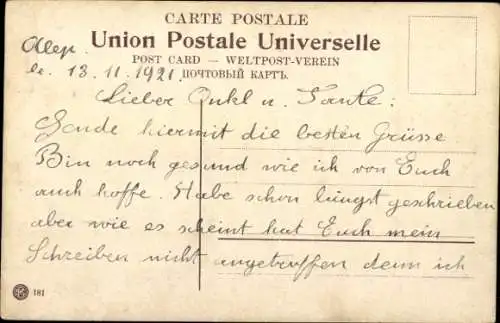 CARTE POSTALE
Union Postale Universelle
POST CARD — WELTPOST-VEREIN
ПОЧТОВЫЙ КАРТЪ.
Alep.
le. 13. 11. 1921.
Lieber Onkel u. Tante:
Sende hiermit die besten Grüsse
Bin noch gesund wie ich von Euch
auch hoffe. Habe schon längst geschrieben
aber wie es scheint hat Euch mein
Schreiben nicht angetroffen denn ich
181